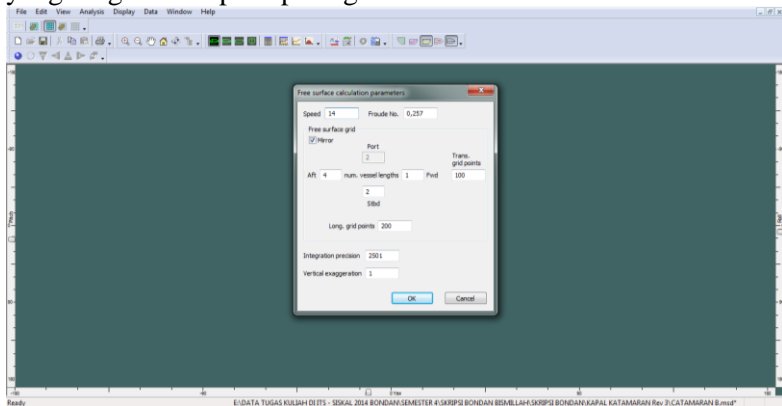 File Edit View Analysis Display Data Window Help
Free surface calculation parameters
Speed 14 Froude No. 0,257
Free surface grid
Mirror
Port
2
Trans. grid points
Aft 4 num. vessel lengths 1 Fwd 100
2
Stbd
Long. grid points 200
Integration precision 2501
Vertical exaggeration 1
OK Cancel
Ready E:\DATA TUGAS KULIAH DI ITS - SISKAL 2014 BONDAN\SEMESTER 4\SKRIPSI BONDAN BISMILLAH\SKRIPSI BONDAN\KAPAL KATAMARAN Rev 3\CATAMARAN B.msd*